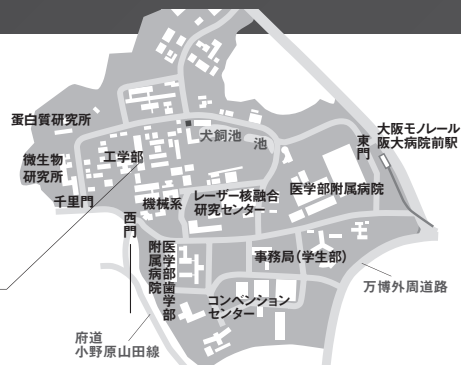 蛋白質研究所
微生物
研究所
工学部
犬飼池
池
東門
大阪モノレール
阪大病院前駅
千里門
機械系
レーザー核融合
研究センター
医学部附属病院
西門
医学部歯学部
附属病院
事務局(学生部)
コンベンション
センター
万博外周道路
府道
小野原山田線